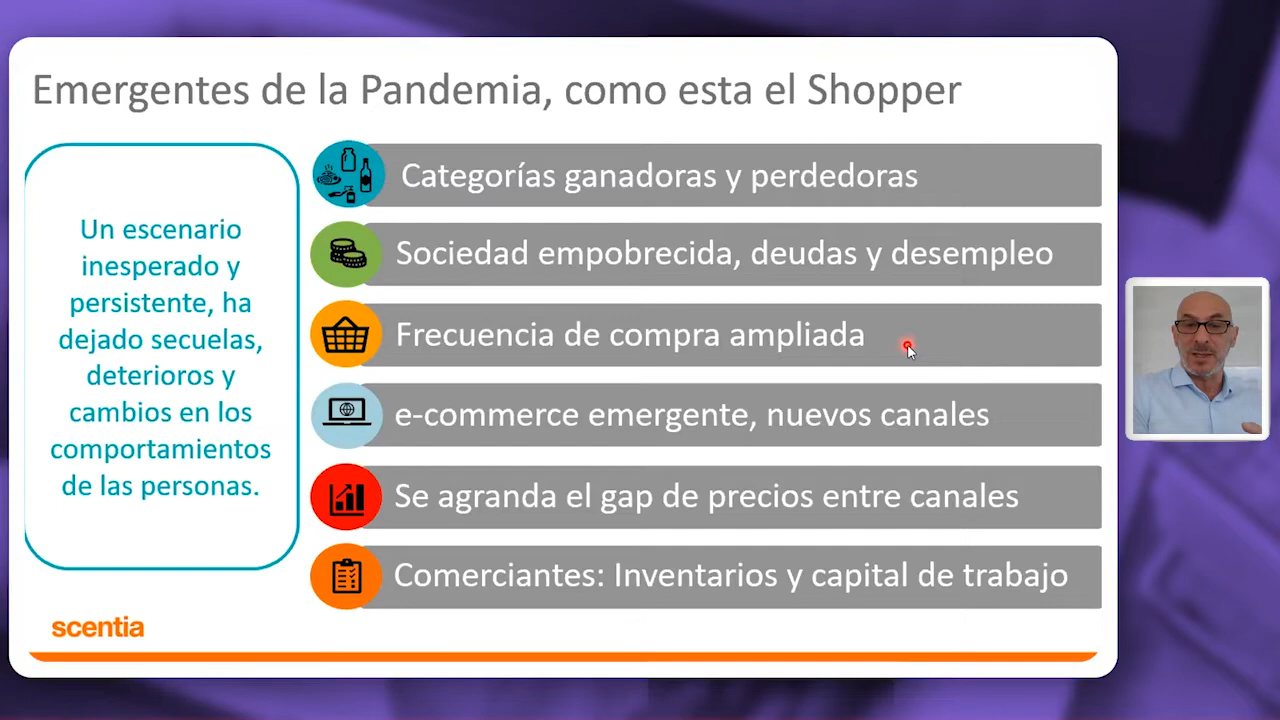 Emergentes de la Pandemia, como esta el Shopper
Un escenario
inesperado y
persistente, ha
dejado secuelas,
deterioros y
cambios en los
comportamientos
de las personas.
Categorías ganadoras y perdedoras
Sociedad empobrecida, deudas y desempleo
Frecuencia de compra ampliada
e-commerce emergente, nuevos canales
Se agranda el gap de precios entre canales
Comerciantes: Inventarios y capital de trabajo
scentia